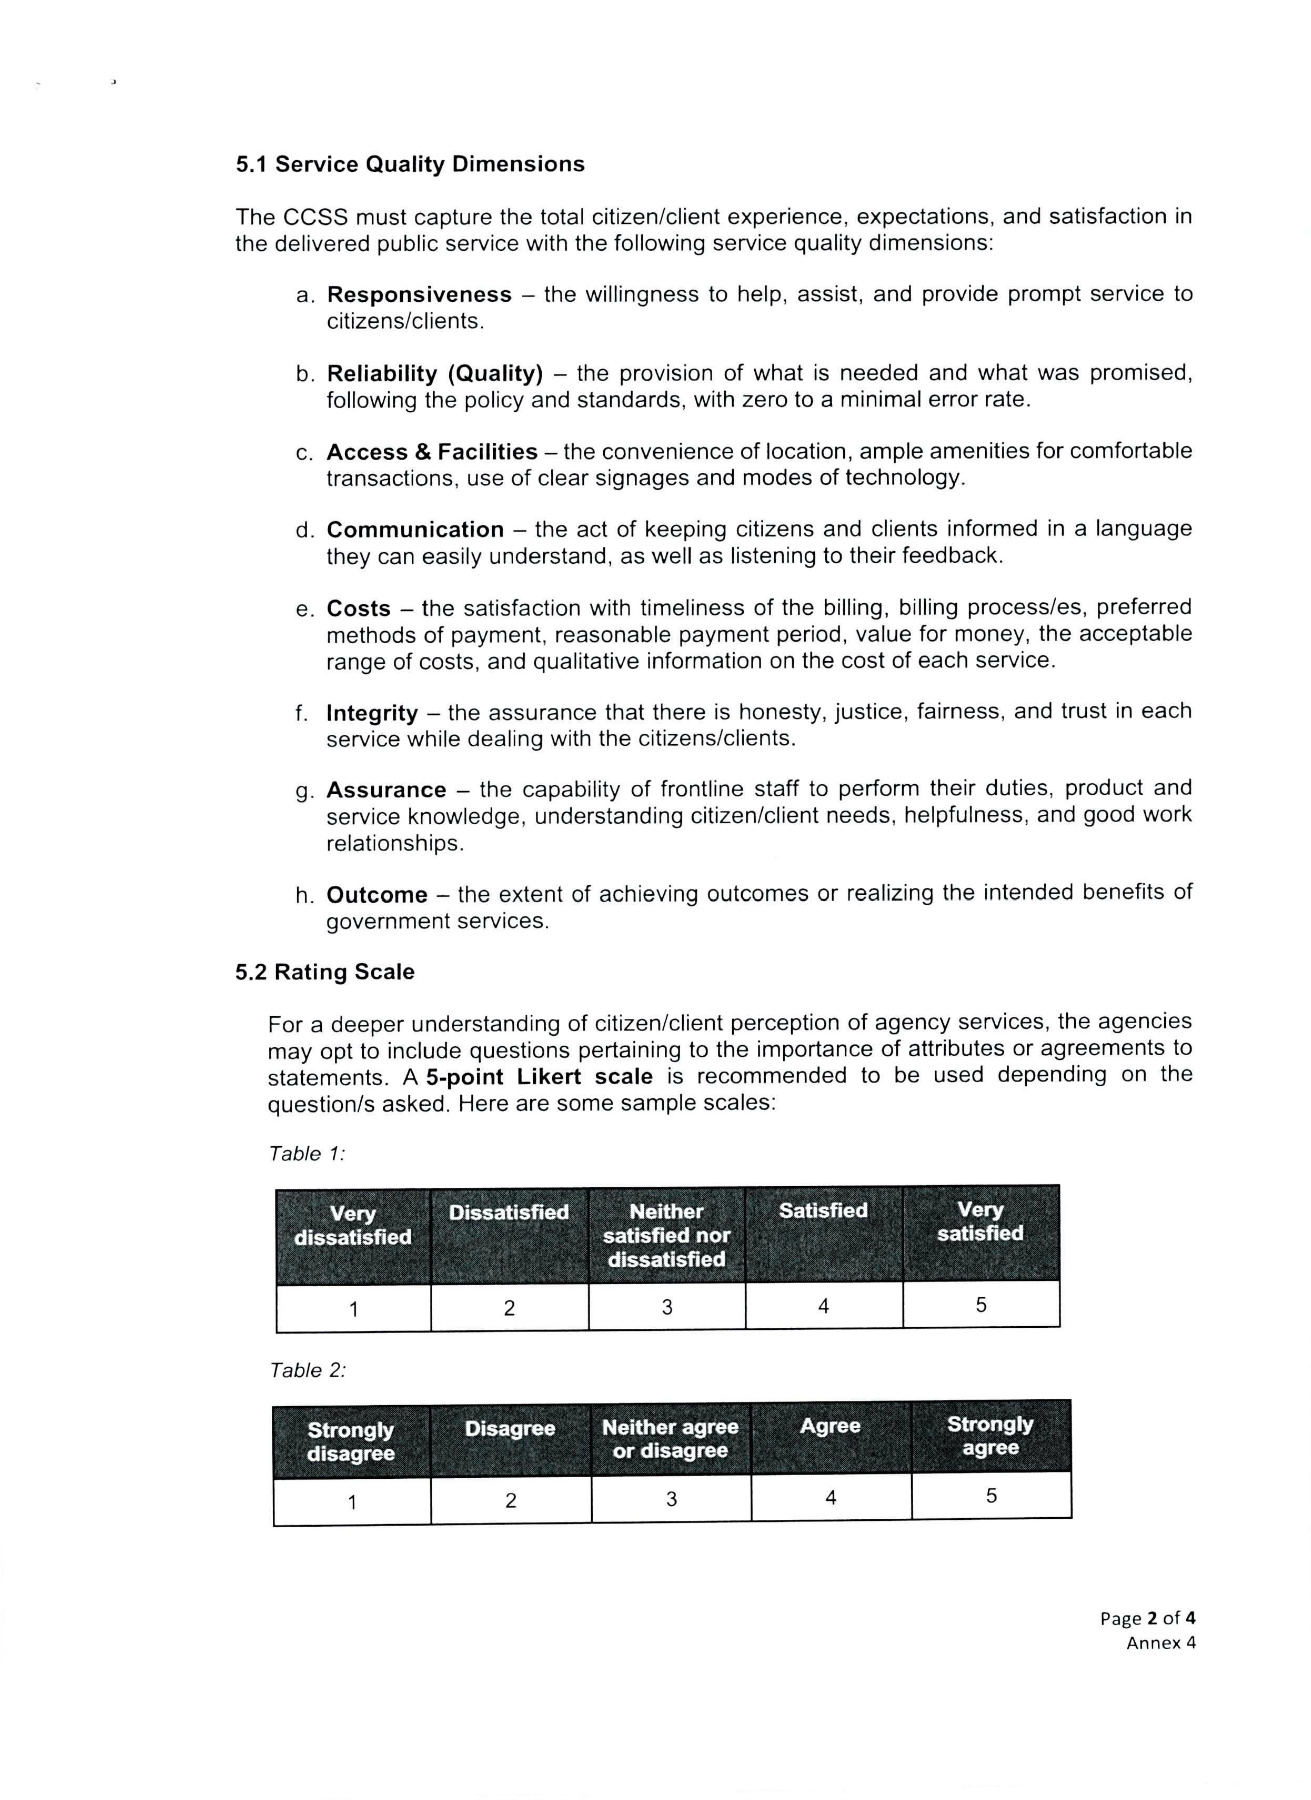 5.1 Service Quality Dimensions
The CCSS must capture the total citizen/client experience, expectations, and satisfaction in
the delivered public service with the following service quality dimensions:
a. Responsiveness – the willingness to help, assist, and provide prompt service to
citizens/clients.
b. Reliability (Quality) – the provision of what is needed and what was promised,
following the policy and standards, with zero to a minimal error rate.
c. Access & Facilities – the convenience of location, ample amenities for comfortable
transactions, use of clear signages and modes of technology.
d. Communication – the act of keeping citizens and clients informed in a language
they can easily understand, as well as listening to their feedback.
e. Costs – the satisfaction with timeliness of the billing, billing process/es, preferred
methods of payment, reasonable payment period, value for money, the acceptable
range of costs, and qualitative information on the cost of each service.
f. Integrity – the assurance that there is honesty, justice, fairness, and trust in each
service while dealing with the citizens/clients.
g. Assurance – the capability of frontline staff to perform their duties, product and
service knowledge, understanding citizen/client needs, helpfulness, and good work
relationships.
h. Outcome – the extent of achieving outcomes or realizing the intended benefits of
government services.
5.2 Rating Scale
For a deeper understanding of citizen/client perception of agency services, the agencies
may opt to include questions pertaining to the importance of attributes or agreements to
statements. A 5-point Likert scale is recommended to be used depending on the
question/s asked. Here are some sample scales:
Table 1:
Very Dissatisfied Neither Satisfied Very
dissatisfied satisfied nor satisfied
dissatisfied
1 2 3 4 5
Table 2:
Strongly Disagree Neither agree Agree Strongly
disagree or disagree agree
1 2 3 4 5
Page 2 of 4
Annex 4